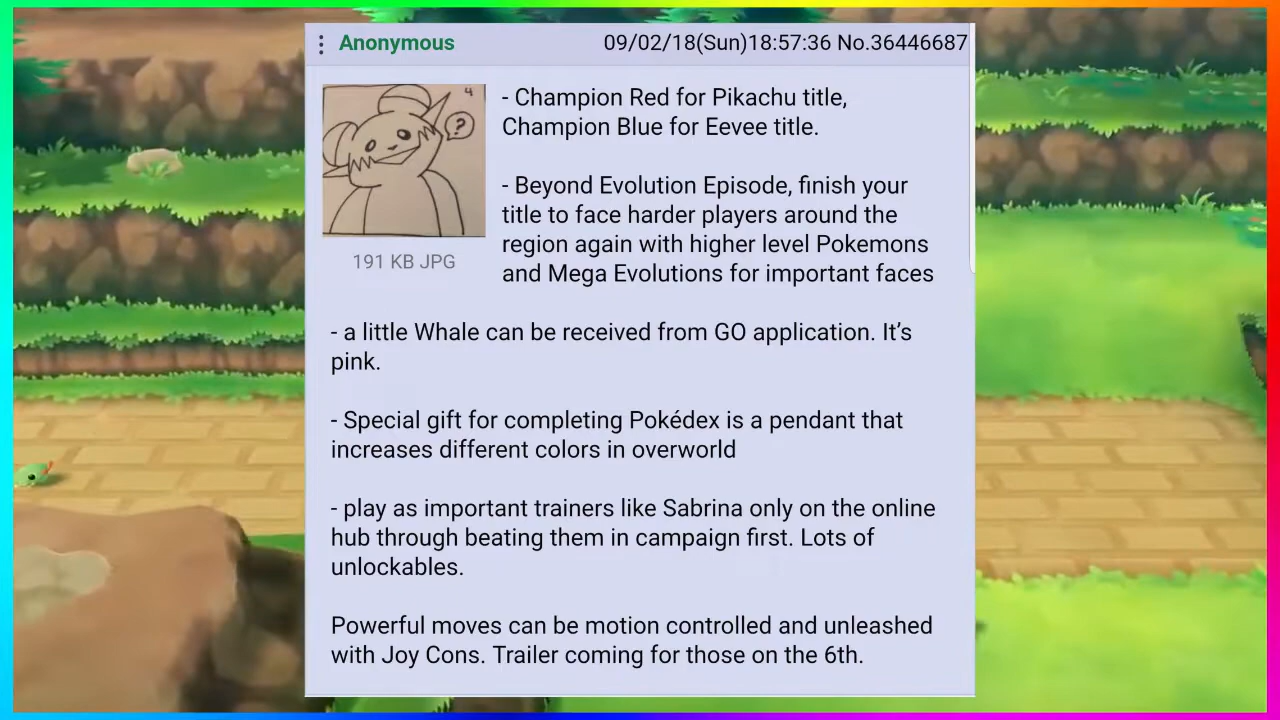 Anonymous 09/02/18(Sun)18:57:36 No.36446687
4
?
- Champion Red for Pikachu title,
Champion Blue for Eevee title.
- Beyond Evolution Episode, finish your
title to face harder players around the
region again with higher level Pokemons
and Mega Evolutions for important faces
191 KB JPG
- a little Whale can be received from GO application. It’s
pink.
- Special gift for completing Pokédex is a pendant that
increases different colors in overworld
- play as important trainers like Sabrina only on the online
hub through beating them in campaign first. Lots of
unlockables.
Powerful moves can be motion controlled and unleashed
with Joy Cons. Trailer coming for those on the 6th.